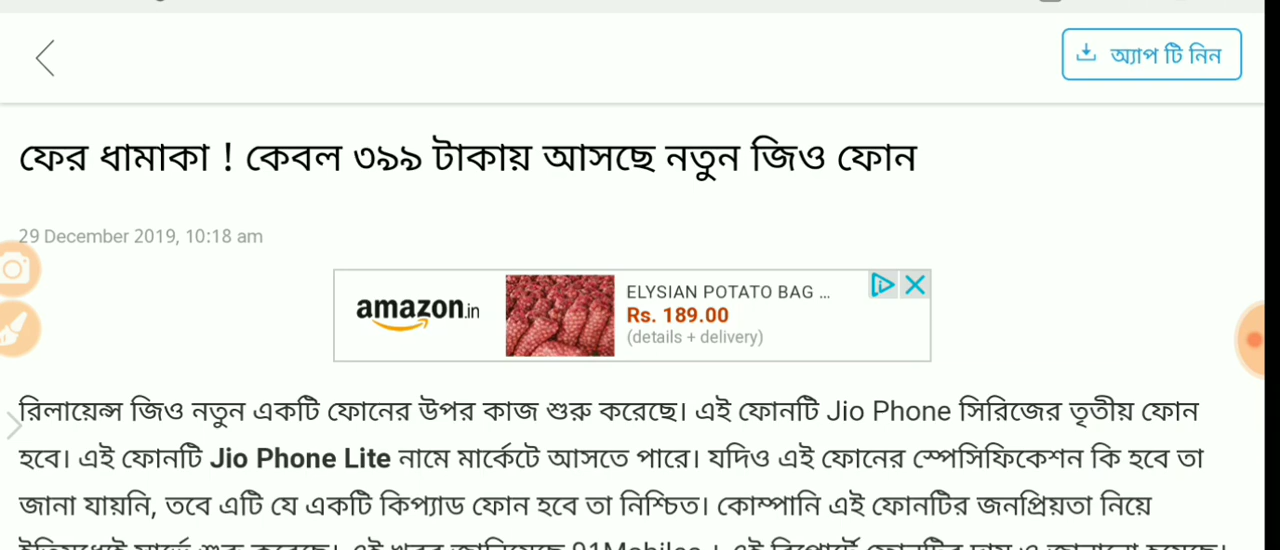 অ্যাপ টি নিন
ফের ধামাকা ! কেবল ৩৯৯ টাকায় আসছে নতুন জিও ফোন
29 December 2019, 10:18 am
amazon.in
ELYSIAN POTATO BAG ...
Rs. 189.00
(details + delivery)
রিলায়েন্স জিও নতুন একটি ফোনের উপর কাজ শুরু করেছে। এই ফোনটি Jio Phone সিরিজের তৃতীয় ফোন
হবে। এই ফোনটি Jio Phone Lite নামে মার্কেটে আসতে পারে। যদিও এই ফোনের স্পেসিফিকেশন কি হবে তা
জানা যায়নি, তবে এটি যে একটি কিপ্যাড ফোন হবে তা নিশ্চিত। কোম্পানি এই ফোনটির জনপ্রিয়তা নিয়ে